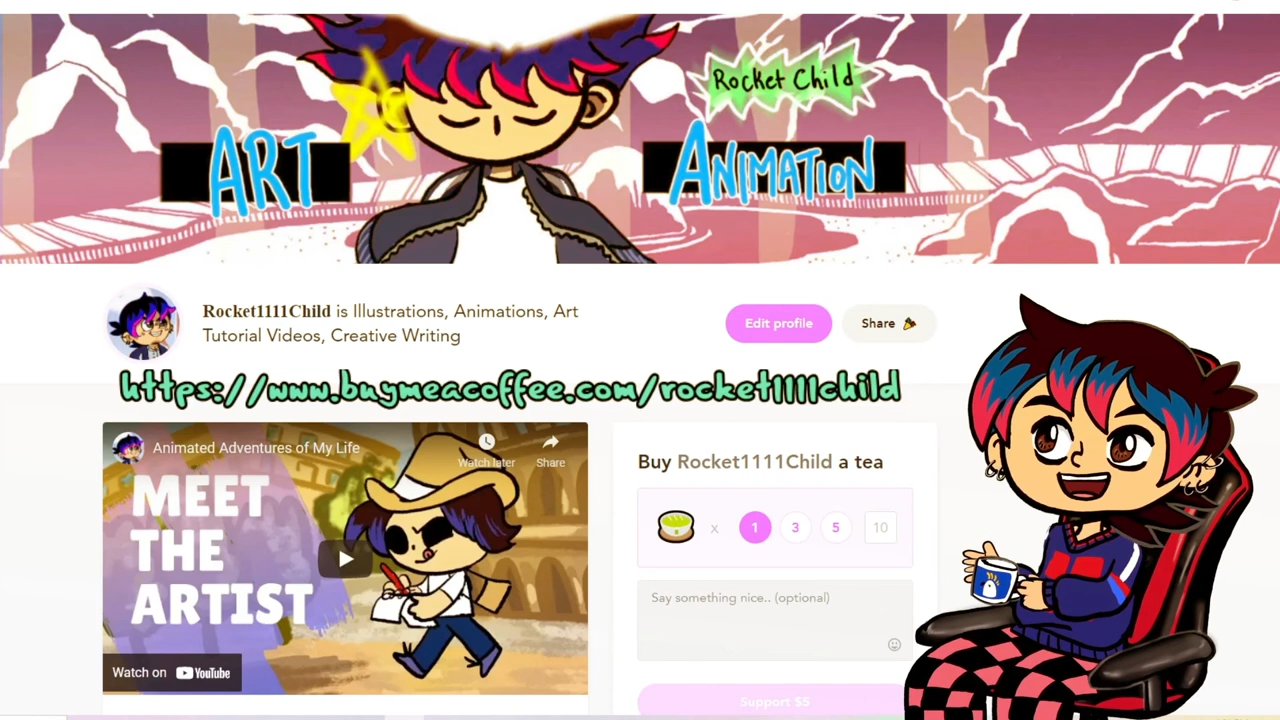 Rocket Child
ART
ANIMATION
Rocket1111Child is Illustrations, Animations, Art
Tutorial Videos, Creative Writing
Edit profile
Share
https://www.buymeacoffee.com/rocket1111child
Animated Adventures of My Life
Watch later
Share
MEET
THE
ARTIST
Watch on YouTube
Buy Rocket1111Child a tea
x 1 3 5 10
Say something nice.. (optional)
Support $5